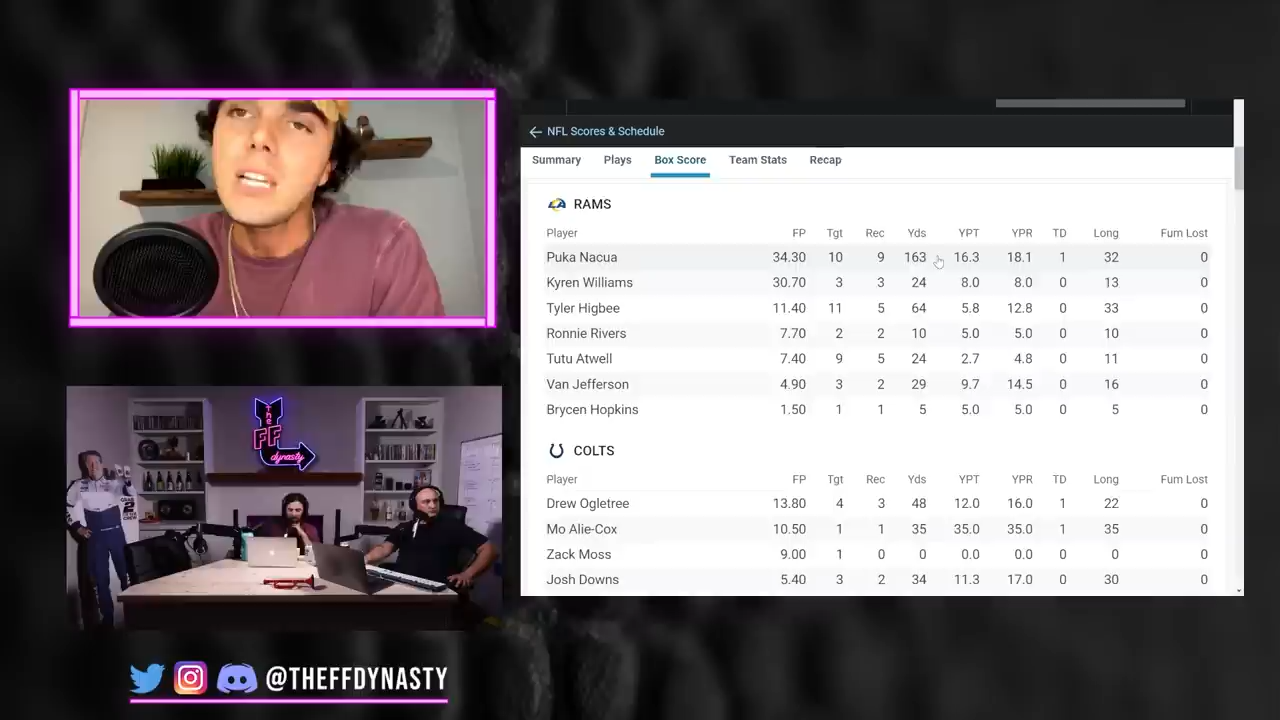 NFL Scores & Schedule
Summary Plays Box Score Team Stats Recap
RAMS
Player FP Tgt Rec Yds YPT YPR TD Long Fum Lost
Puka Nacua 34.30 10 9 163 16.3 18.1 1 32 0
Kyren Williams 30.70 3 3 24 8.0 8.0 0 13 0
Tyler Higbee 11.40 11 5 64 5.8 12.8 0 33 0
Ronnie Rivers 7.70 2 2 10 5.0 5.0 0 10 0
Tutu Atwell 7.40 9 5 24 2.7 4.8 0 11 0
Van Jefferson 4.90 3 2 29 9.7 14.5 0 16 0
Brycen Hopkins 1.50 1 1 5 5.0 5.0 0 5 0
COLTS
Player FP Tgt Rec Yds YPT YPR TD Long Fum Lost
Drew Ogletree 13.80 4 3 48 12.0 16.0 1 22 0
Mo Alie-Cox 10.50 1 1 35 35.0 35.0 1 35 0
Zack Moss 9.00 1 0 0 0.0 0.0 0 0 0
Josh Downs 5.40 3 2 34 11.3 17.0 0 30 0
The
FF
dynasty
@THEFFDYNASTY